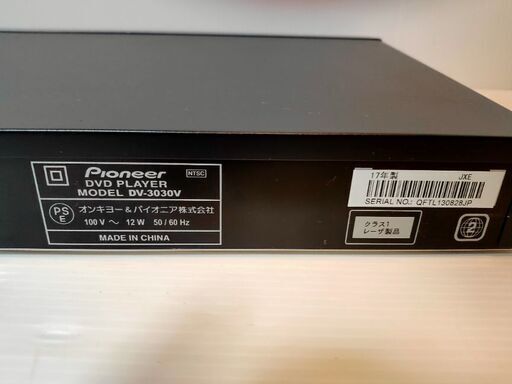 Pioneer NTSC
DVD PLAYER
MODEL DV-3030V
PS
E
オンキヨー&パイオニア株式会社
100 V ～ 12 W 50 / 60 Hz
MADE IN CHINA
17年製 JXE
SERIAL NO.: QFTL130828JP
クラス1
レーザ製品
2